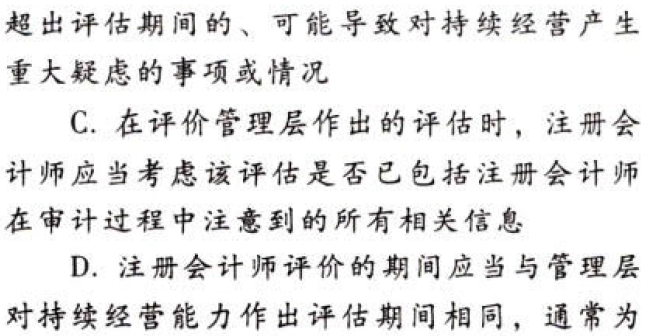 超出评估期间的、可能导致对持续经营产生
重大疑虑的事项或情况
C. 在评价管理层作出的评估时，注册会
计师应当考虑该评估是否已包括注册会计师
在审计过程中注意到的所有相关信息
D. 注册会计师评价的期间应当与管理层
对持续经营能力作出评估期间相同，通常为